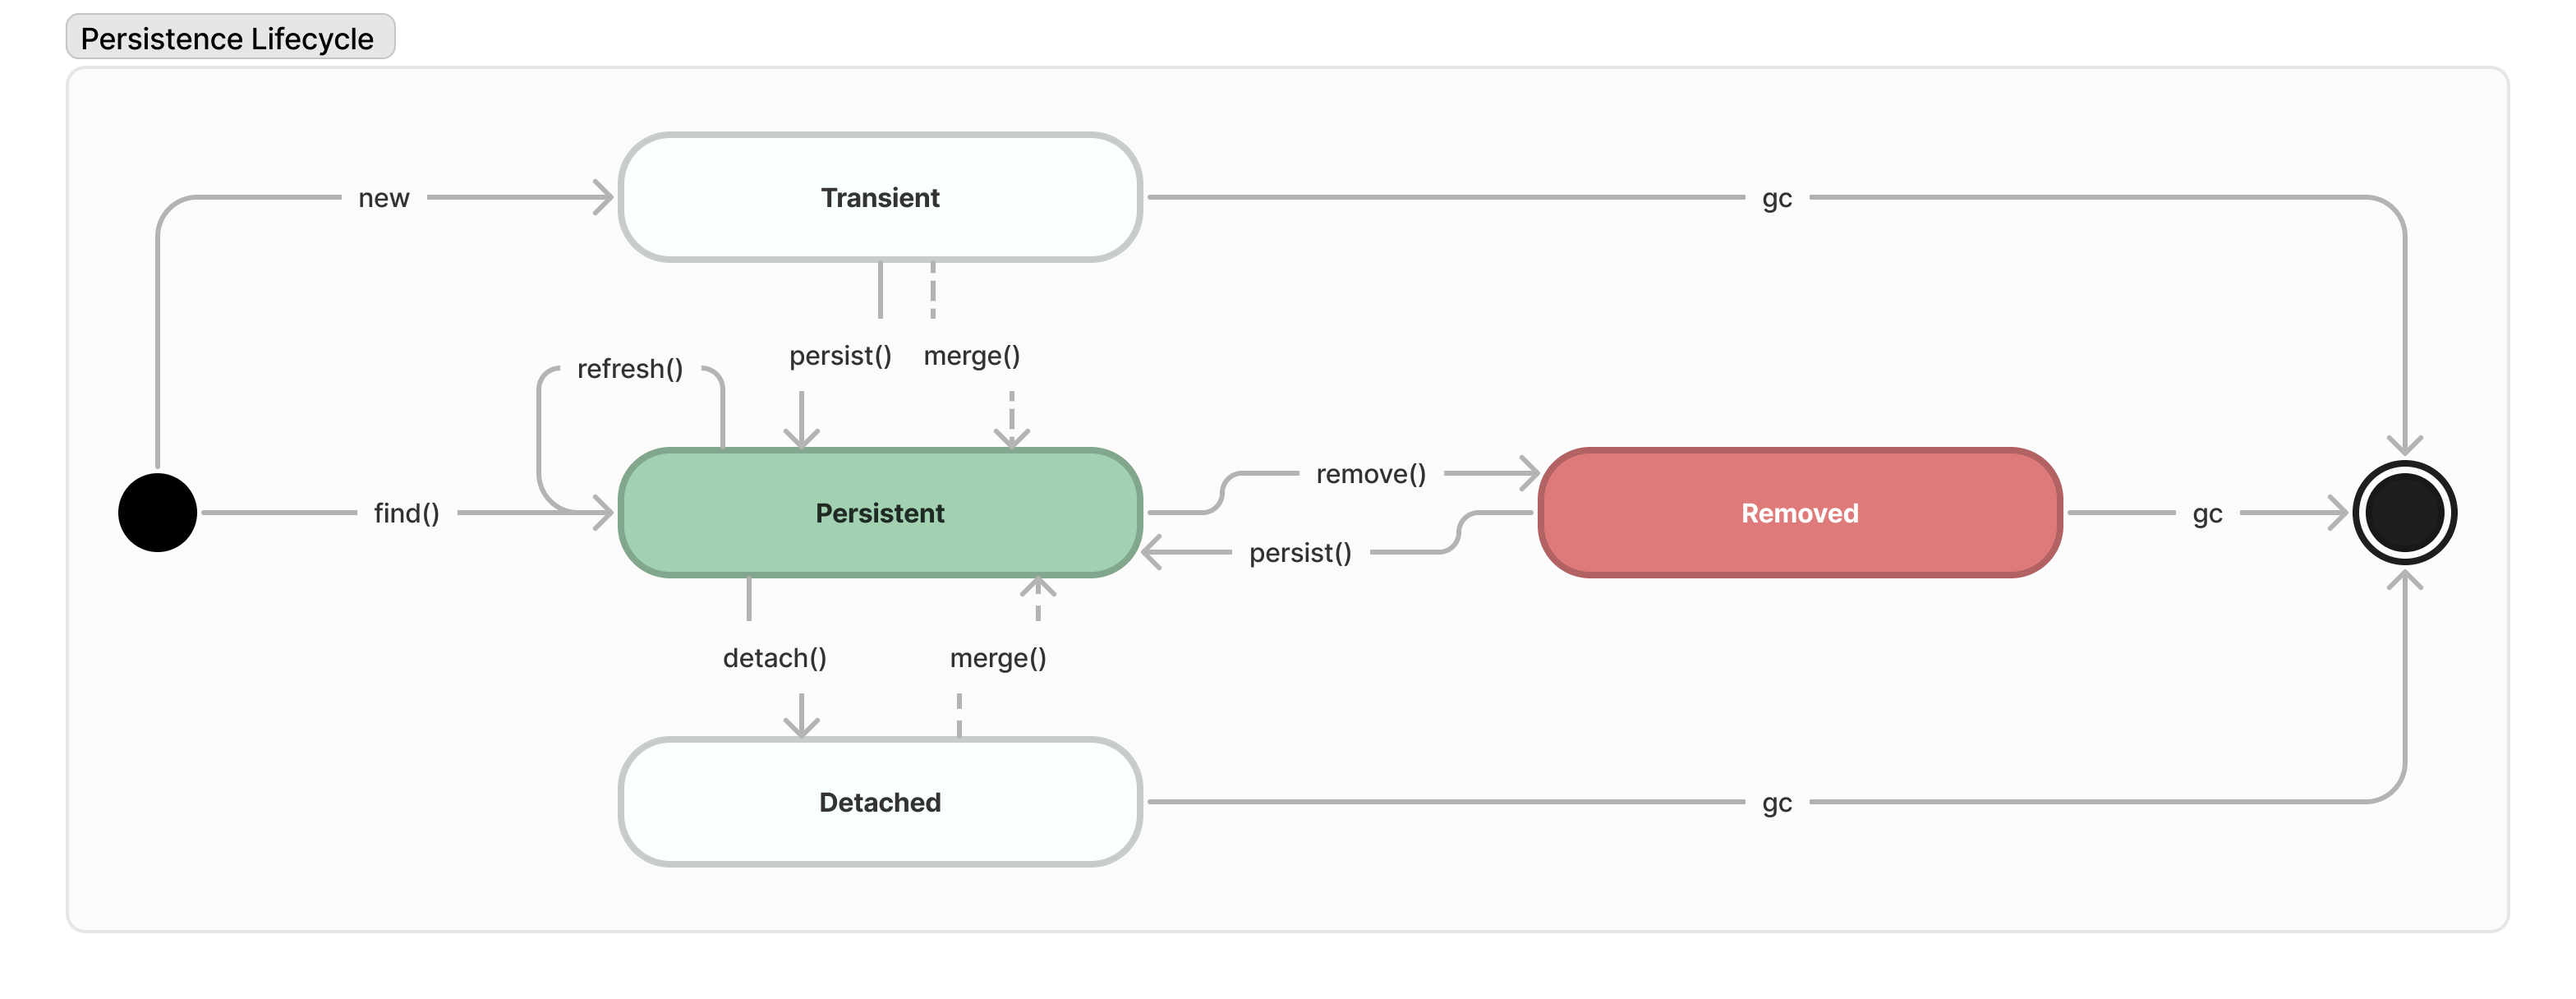 Persistence Lifecycle
new
Transient
gc
persist()
merge()
refresh()
find()
Persistent
remove()
persist()
Removed
gc
detach()
merge()
Detached
gc